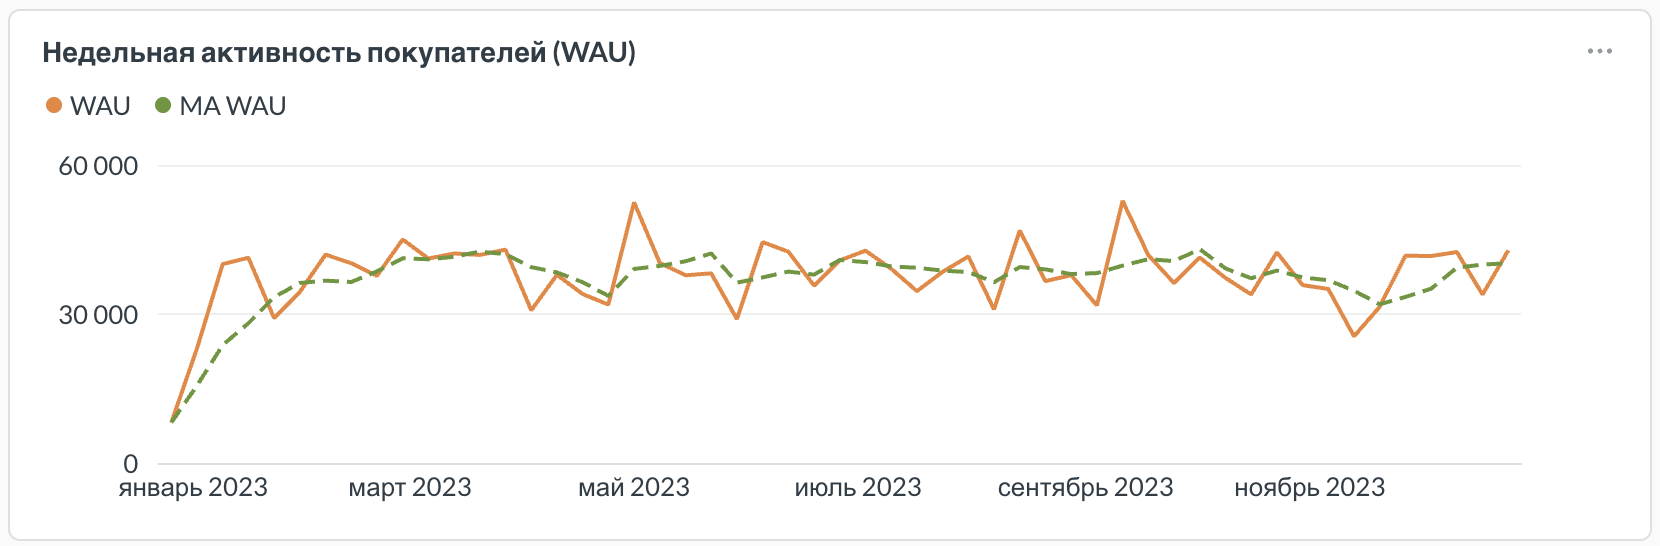 Недельная активность покупателей (WAU)
WAU MA WAU
60 000
30 000
0
январь 2023 март 2023 май 2023 июль 2023 сентябрь 2023 ноябрь 2023